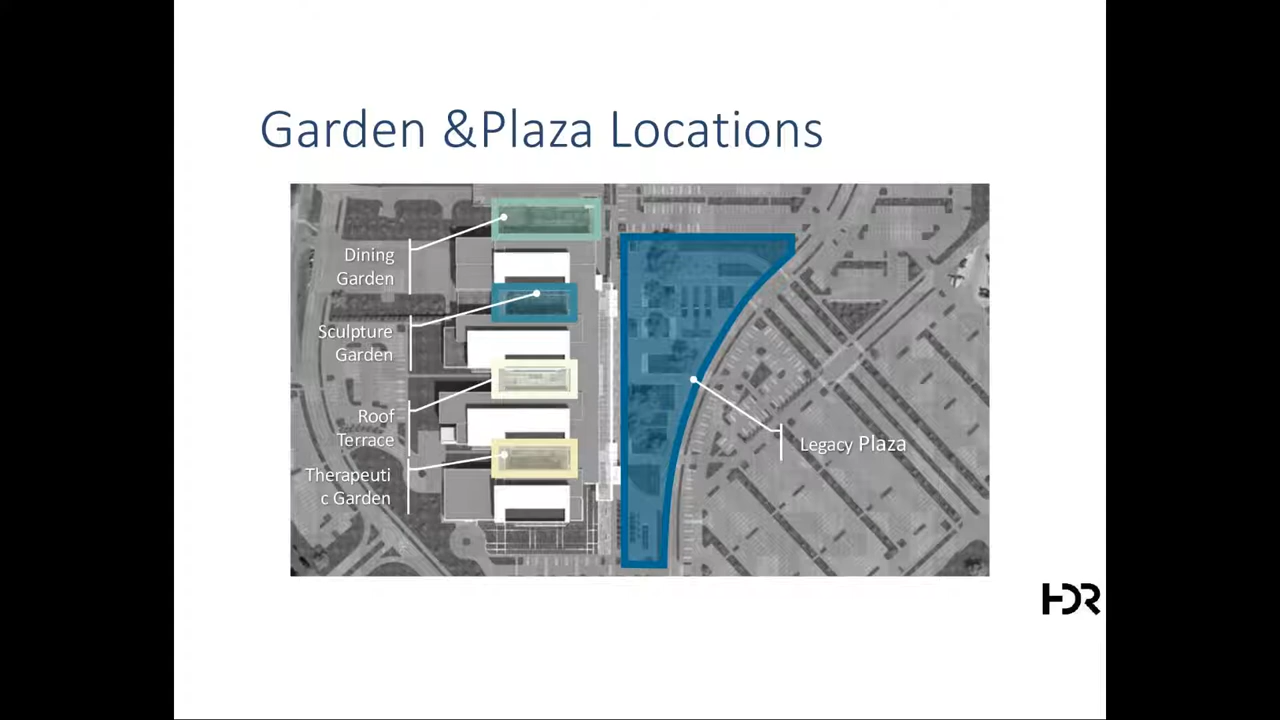 Garden &Plaza Locations
Dining
Garden
Sculpture
Garden
Roof
Terrace
Therapeuti
c Garden
Legacy Plaza
HDR